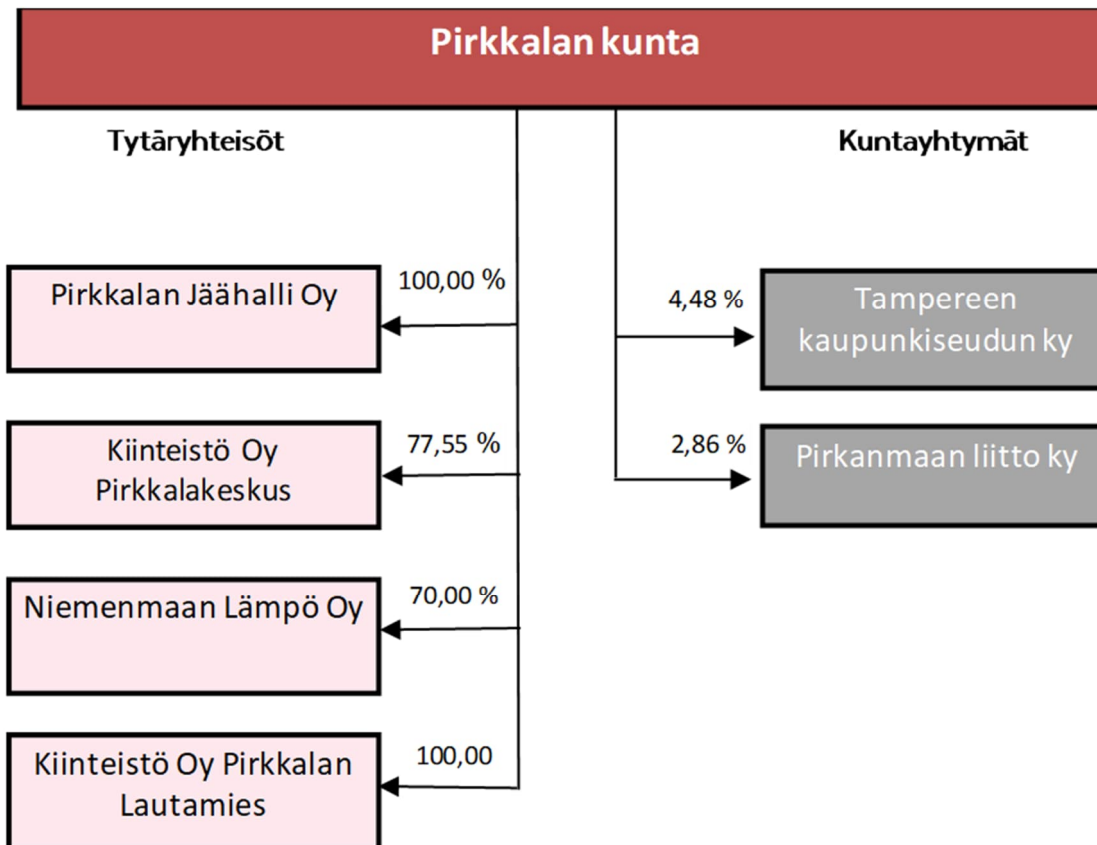 Pirkkalan kunta
Tytäryhteisöt
Kuntayhtymät
Pirkkalan Jäähalli Oy
100,00 %
Kiinteistö Oy
Pirkkalakeskus
77,55 %
Niemenmaan Lämpö Oy
70,00 %
Kiinteistö Oy Pirkkalan
Lautamies
100,00
4,48 %
Tampereen
kaupunkiseudun ky
2,86 %
Pirkanmaan liitto ky